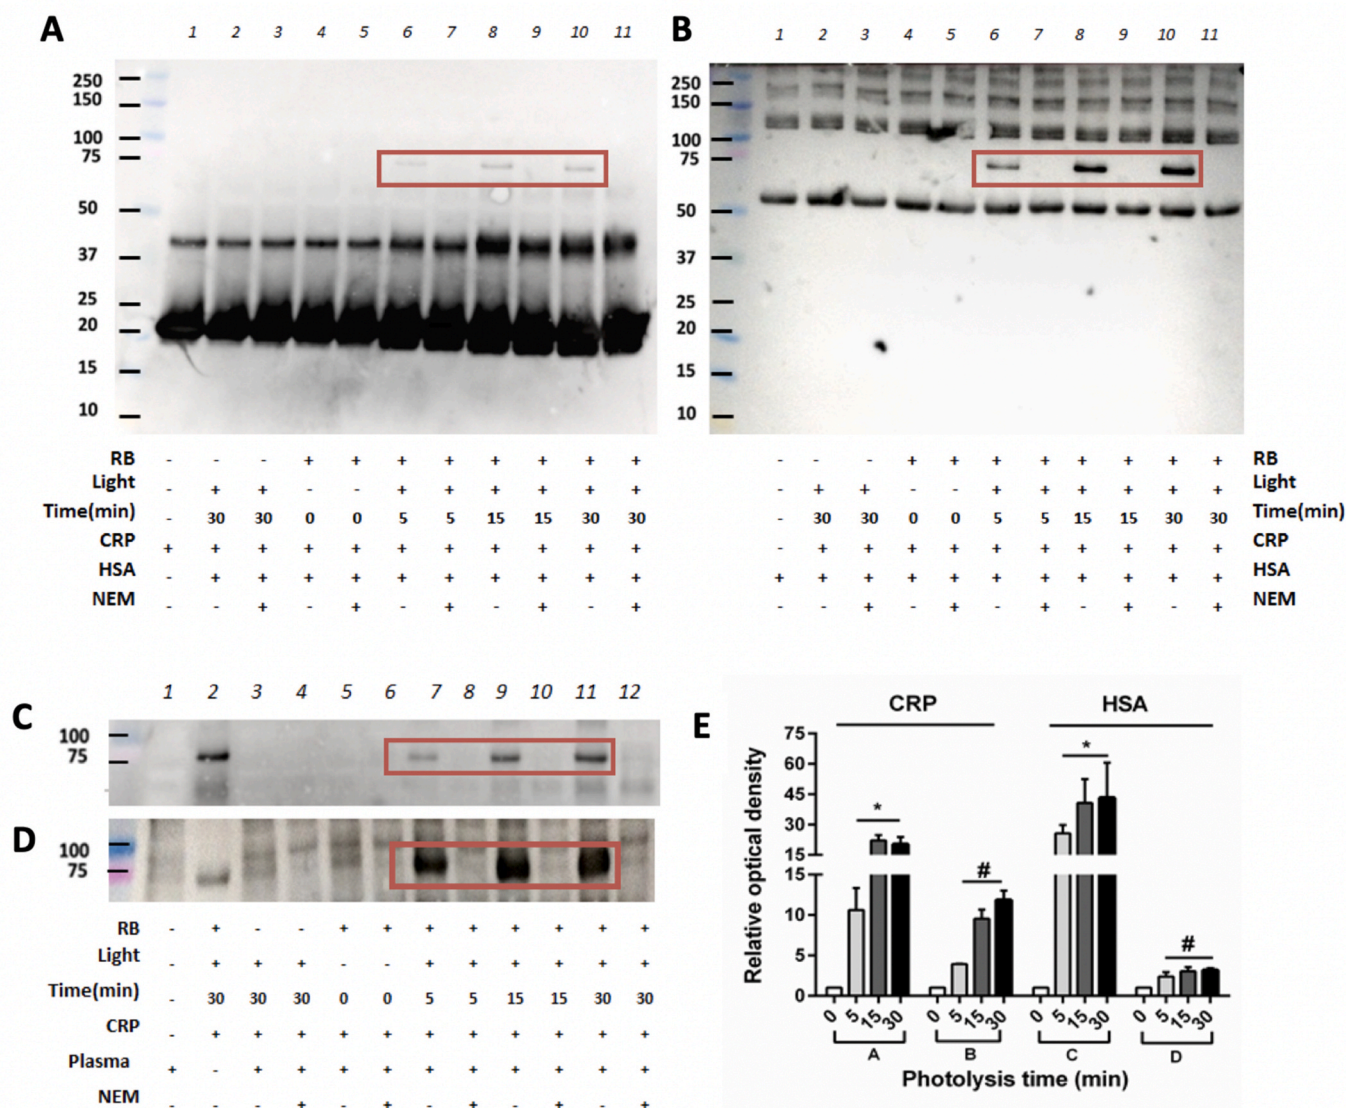 A
1 2 3 4 5 6 7 8 9 10 11
250
150
100
75
50
37
25
20
15
10
RB - - - + + + + + + + +
Light - + + - - + + + + + +
Time(min) - 30 30 0 0 5 5 15 15 30 30
CRP + + + + + + + + + + +
HSA - + + + + + + + + + +
NEM - - + - + - + - + - +
B
1 2 3 4 5 6 7 8 9 10 11
250
150
100
75
50
37
25
20
15
10
- - - + + + + + + + + RB
- + + - - + + + + + + Light
- 30 30 0 0 5 5 15 15 30 30 Time(min)
- + + + + + + + + + + CRP
+ + + + + + + + + + + HSA
- - + - + - + - + - + NEM
C
1 2 3 4 5 6 7 8 9 10 11 12
100
75
D
100
75
RB - + - - + + + + + + + +
Light - + + + - - + + + + + +
Time(min) - 30 30 30 0 0 5 5 15 15 30 30
CRP - + + + + + + + + + + +
Plasma + - + + + + + + + + + +
NEM - - - + - + - + - + - +
E
CRP HSA
Relative optical density
75
60
45
30
15
15
10
5
0
* # * #
0 5 15 30 0 5 15 30 0 5 15 30 0 5 15 30
A B C D
Photolysis time (min)